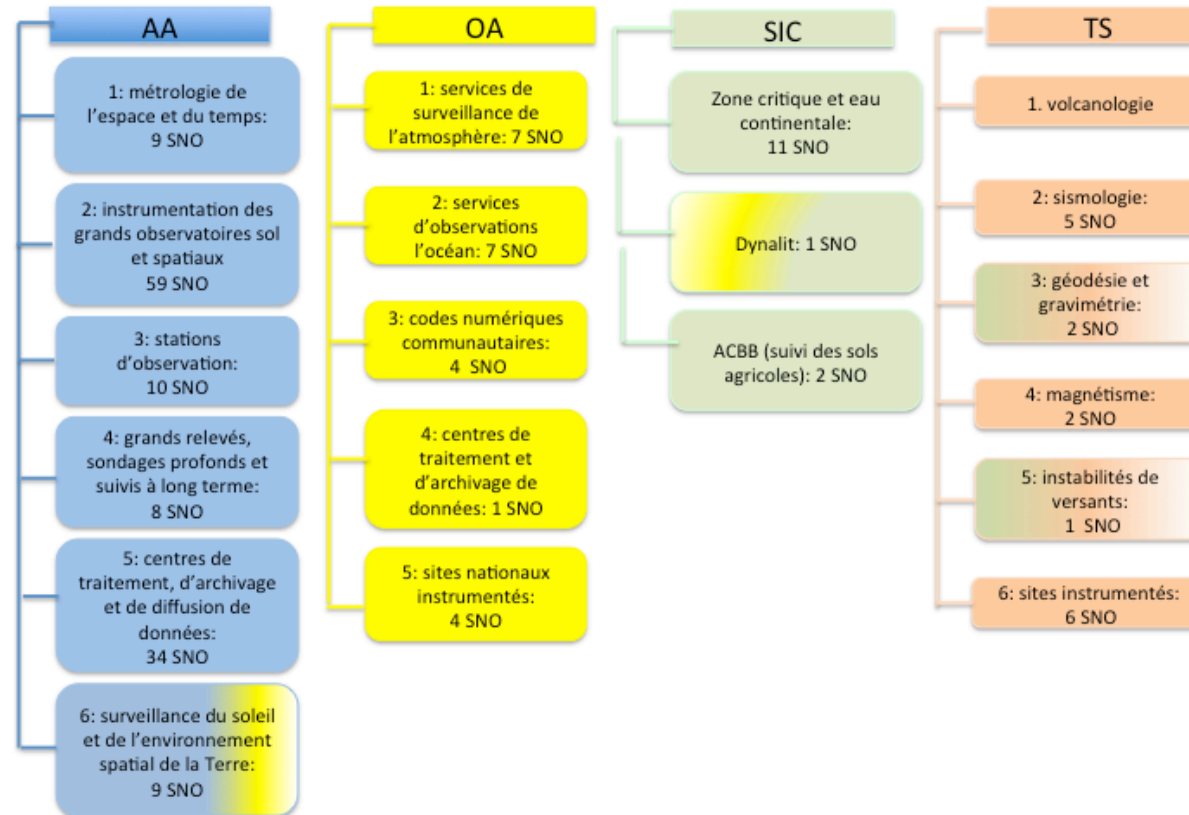 AA
1: métrologie de
l’espace et du temps:
9 SNO
2: instrumentation des
grands observatoires sol
et spatiaux
59 SNO
3: stations
d’observation:
10 SNO
4: grands relevés,
sondages profonds et
suivis à long terme:
8 SNO
5: centres de
traitement, d’archivage
et de diffusion de
données:
34 SNO
6: surveillance du soleil
et de l’environnement
spatial de la Terre:
9 SNO
OA
1: services de
surveillance de
l’atmosphère: 7 SNO
2: services
d’observations
l’océan: 7 SNO
3: codes numériques
communautaires:
4 SNO
4: centres de
traitement et
d’archivage de
données: 1 SNO
5: sites nationaux
instrumentés:
4 SNO
SIC
Zone critique et eau
continentale:
11 SNO
Dynalit: 1 SNO
ACBB (suivi des sols
agricoles): 2 SNO
TS
1. volcanologie
2: sismologie:
5 SNO
3: géodésie et
gravimétrie:
2 SNO
4: magnétisme:
2 SNO
5: instabilités de
versants:
1 SNO
6: sites instrumentés:
6 SNO